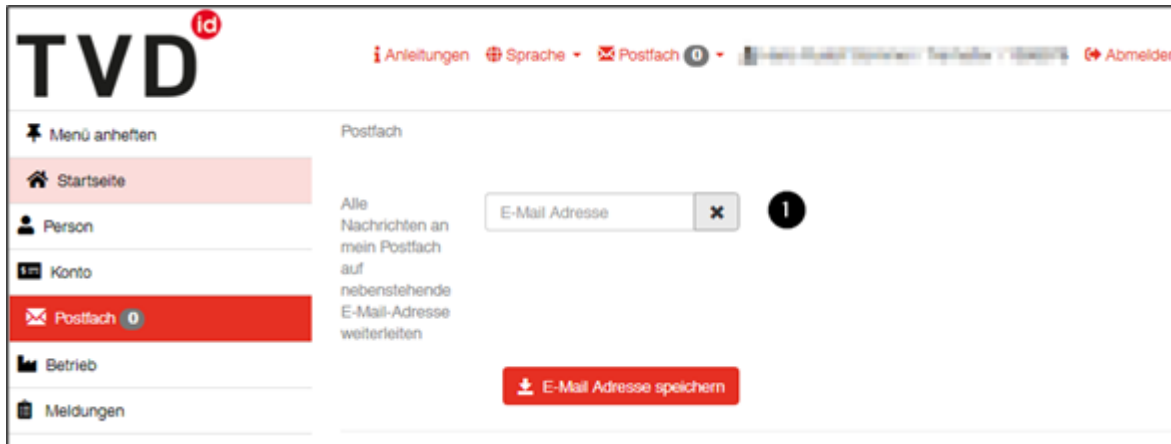 TVD id
Anleitungen Sprache Postfach 0 Abmelden
Menü anheften
Startseite
Person
Konto
Postfach 0
Betrieb
Meldungen
Postfach
Alle
Nachrichten an
mein Postfach
auf
nebenstehende
E-Mail-Adresse
weiterleiten
E-Mail Adresse
1
E-Mail Adresse speichern